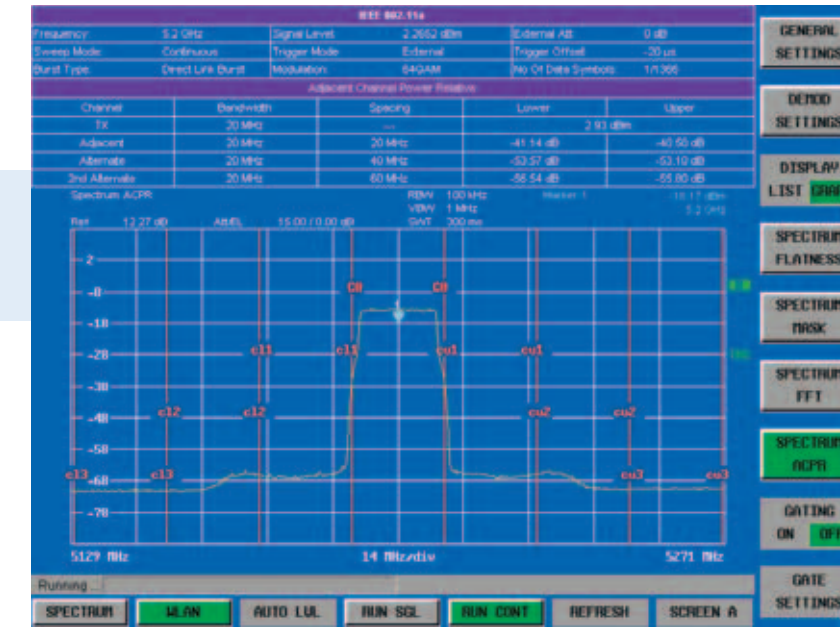 IEEE 802.11a
Frequency: 5.2 GHz Signal Level: 2.2662 dBm External Att: 0 dB
Sweep Mode: Continuous Trigger Mode: External Trigger Offset: -20 µs
Burst Type: Direct Link Burst Modulation: 64QAM No Of Data Symbols: 1/1366
Adjacent Channel Power Relative
Channel Bandwidth Spacing Lower Upper
TX 20 MHz --- 2.93 dBm
Adjacent 20 MHz 20 MHz -41.14 dB -40.50 dB
Alternate 20 MHz 40 MHz -53.57 dB -53.10 dB
2nd Alternate 20 MHz 60 MHz -56.54 dB -55.80 dB
Spectrum ACPR RBW 100 kHz Marker 1 -10.17 dBm
VBW 1 MHz 5.2 GHz
Ref 12.27 dB Att/EL 15.00 / 0.00 dB SWT 300 ms
2
-8
C0 C0
1
-18
-28
cl1 cl1 cu1 cu1
-38
-48
cl2 cl2 cu2 cu2
-58
cl3 cl3 cu3 cu3
-68
-78
5129 MHz 14 MHz/div 5271 MHz
Running ...
SPECTRUM WLAN AUTO LVL RUN SGL RUN CONT REFRESH SCREEN A
GENERAL
SETTINGS
DEMOD
SETTINGS
DISPLAY
LIST GRAPH
SPECTRUM
FLATNESS
SPECTRUM
MASK
SPECTRUM
FFT
SPECTRUM
ACPR
GATING
ON OFF
GATE
SETTINGS